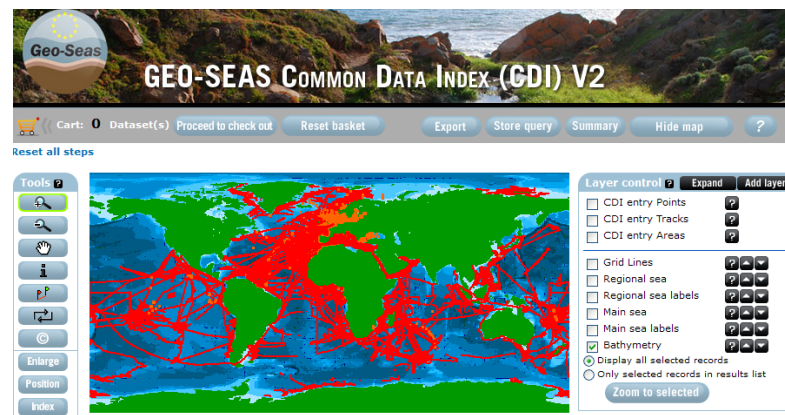 Geo-Seas
GEO-SEAS COMMON DATA INDEX (CDI) V2
Cart: 0 Dataset(s) Proceed to check out Reset basket Export Store query Summary Hide map ?
Reset all steps
Tools ?
Layer control ? Expand Add layer
CDI entry Points ?
CDI entry Tracks ?
CDI entry Areas ?
Grid Lines ?
Regional sea ?
Regional sea labels ?
Main sea ?
Main sea labels ?
Bathymetry ?
Display all selected records
Only selected records in results list
Zoom to selected
i
©
Enlarge
Position
Index